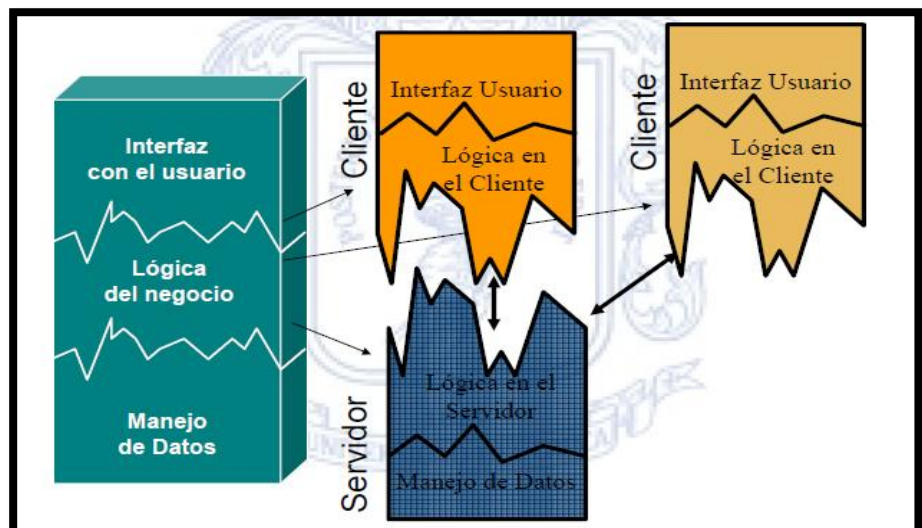 Interfaz
con el usuario
Lógica
del negocio
Manejo
de Datos
Cliente
Interfaz Usuario
Lógica en
el Cliente
Cliente
Interfaz Usuario
Lógica en
el Cliente
Servidor
Lógica en el
Servidor
Manejo de Datos